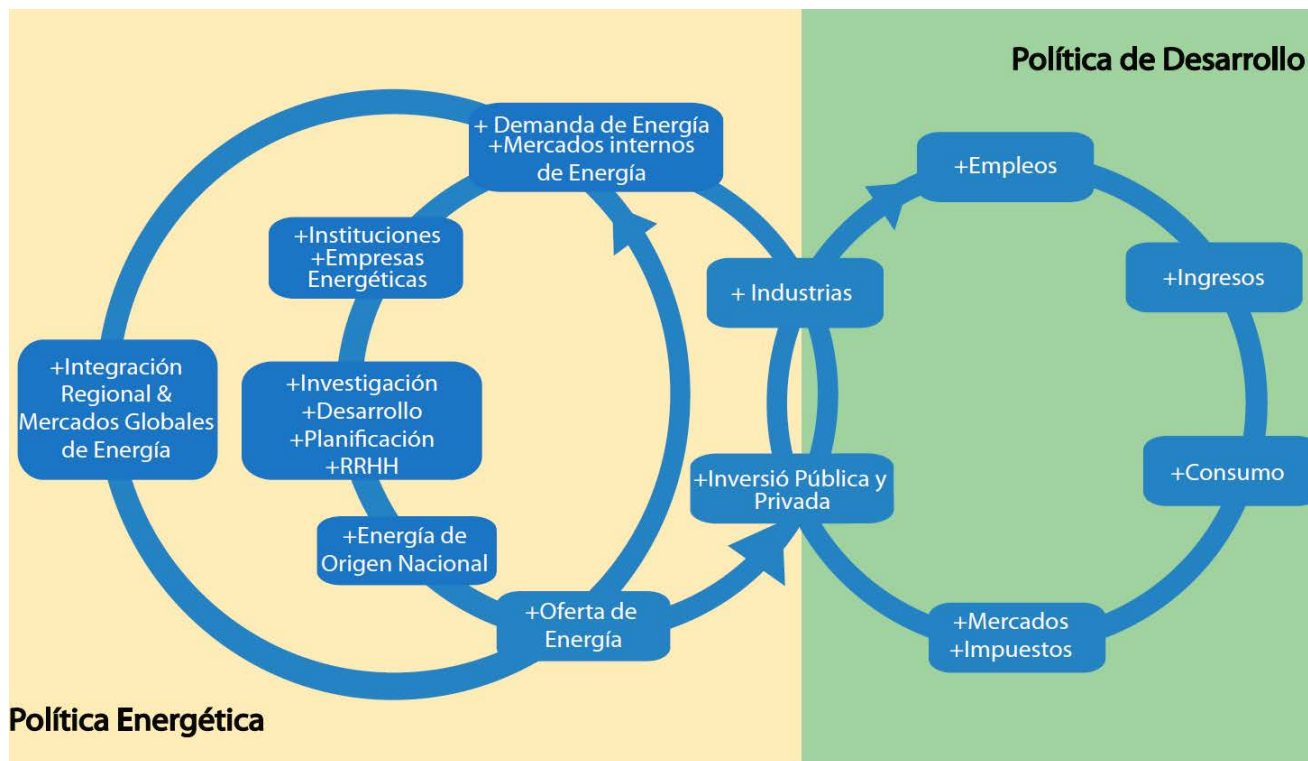 Política de Desarrollo
+ Demanda de Energía
+Mercados internos
de Energía
+Empleos
+Instituciones
+Empresas
Energéticas
+ Industrias
+Ingresos
+Integración
Regional &
Mercados Globales
de Energía
+Investigación
+Desarrollo
+Planificación
+RRHH
+Inversió Pública y
Privada
+Consumo
+Energía de
Origen Nacional
+Oferta de
Energía
+Mercados
+Impuestos
Política Energética